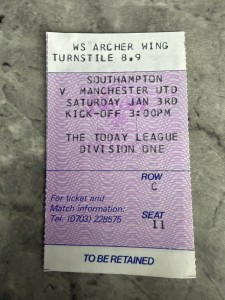 WS ARCHER WING
TURNSTILE 8,9
SOUTHAMPTON
V. MANCHESTER UTD
SATURDAY JAN 3RD
KICK-OFF 3:00PM
THE TODAY LEAGUE
DIVISION ONE
ROW
C
For ticket and
Match information:
Tel: (0703) 228575
SEAT
11
TO BE RETAINED